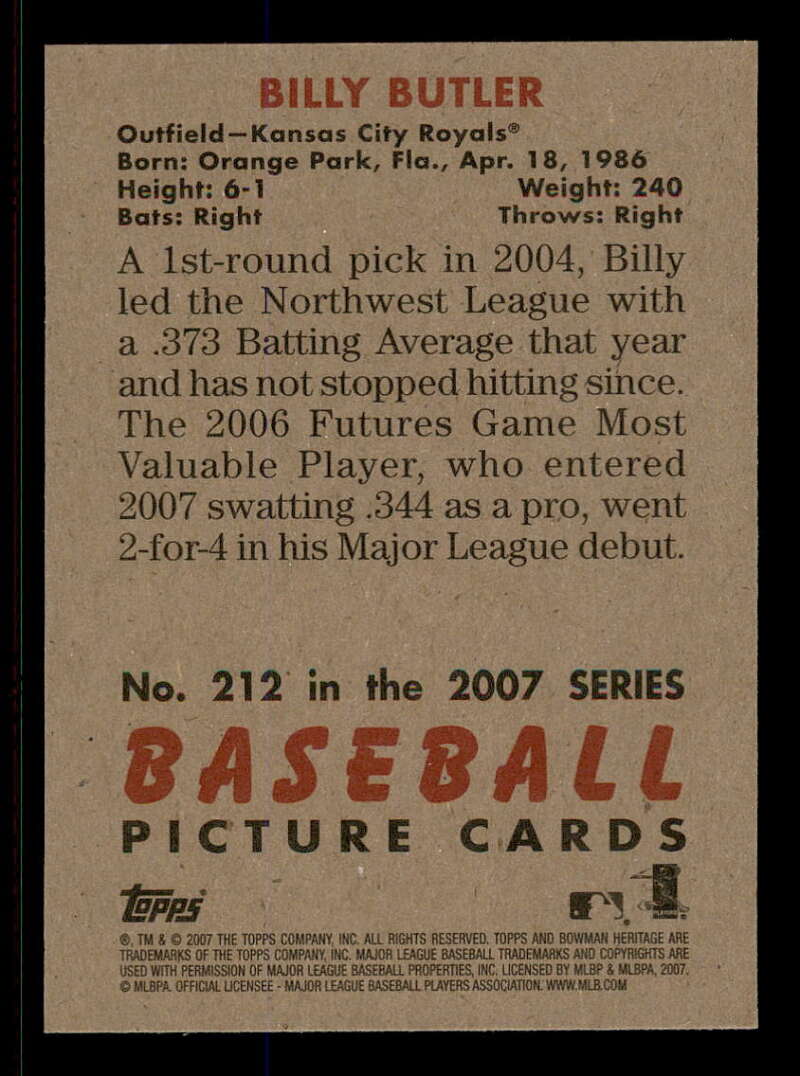 BILLY BUTLER
Outfield—Kansas City Royals®
Born: Orange Park, Fla., Apr. 18, 1986
Height: 6-1 Weight: 240
Bats: Right Throws: Right
A 1st-round pick in 2004, Billy
led the Northwest League with
a .373 Batting Average that year
and has not stopped hitting since.
The 2006 Futures Game Most
Valuable Player, who entered
2007 swatting .344 as a pro, went
2-for-4 in his Major League debut.
No. 212 in the 2007 SERIES
BASEBALL
PICTURE CARDS
Topps
®, TM & © 2007 THE TOPPS COMPANY, INC. ALL RIGHTS RESERVED. TOPPS AND BOWMAN HERITAGE ARE
TRADEMARKS OF THE TOPPS COMPANY, INC. MAJOR LEAGUE BASEBALL TRADEMARKS AND COPYRIGHTS ARE
USED WITH PERMISSION OF MAJOR LEAGUE BASEBALL PROPERTIES, INC. LICENSED BY MLBP & MLBPA, 2007.
© MLBPA. OFFICIAL LICENSEE - MAJOR LEAGUE BASEBALL PLAYERS ASSOCIATION. WWW.MLB.COM